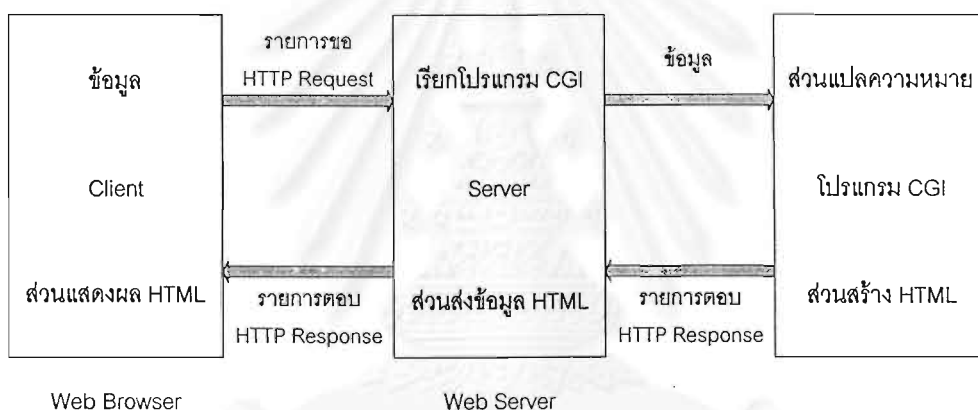 รายการขอ
HTTP Request
ข้อมูล
ข้อมูล
เรียกโปรแกรม CGI
ส่วนแปลความหมาย
Client
Server
โปรแกรม CGI
ส่วนแสดงผล HTML
รายการตอบ
HTTP Response
ส่วนส่งข้อมูล HTML
รายการตอบ
HTTP Response
ส่วนสร้าง HTML
Web Browser
Web Server